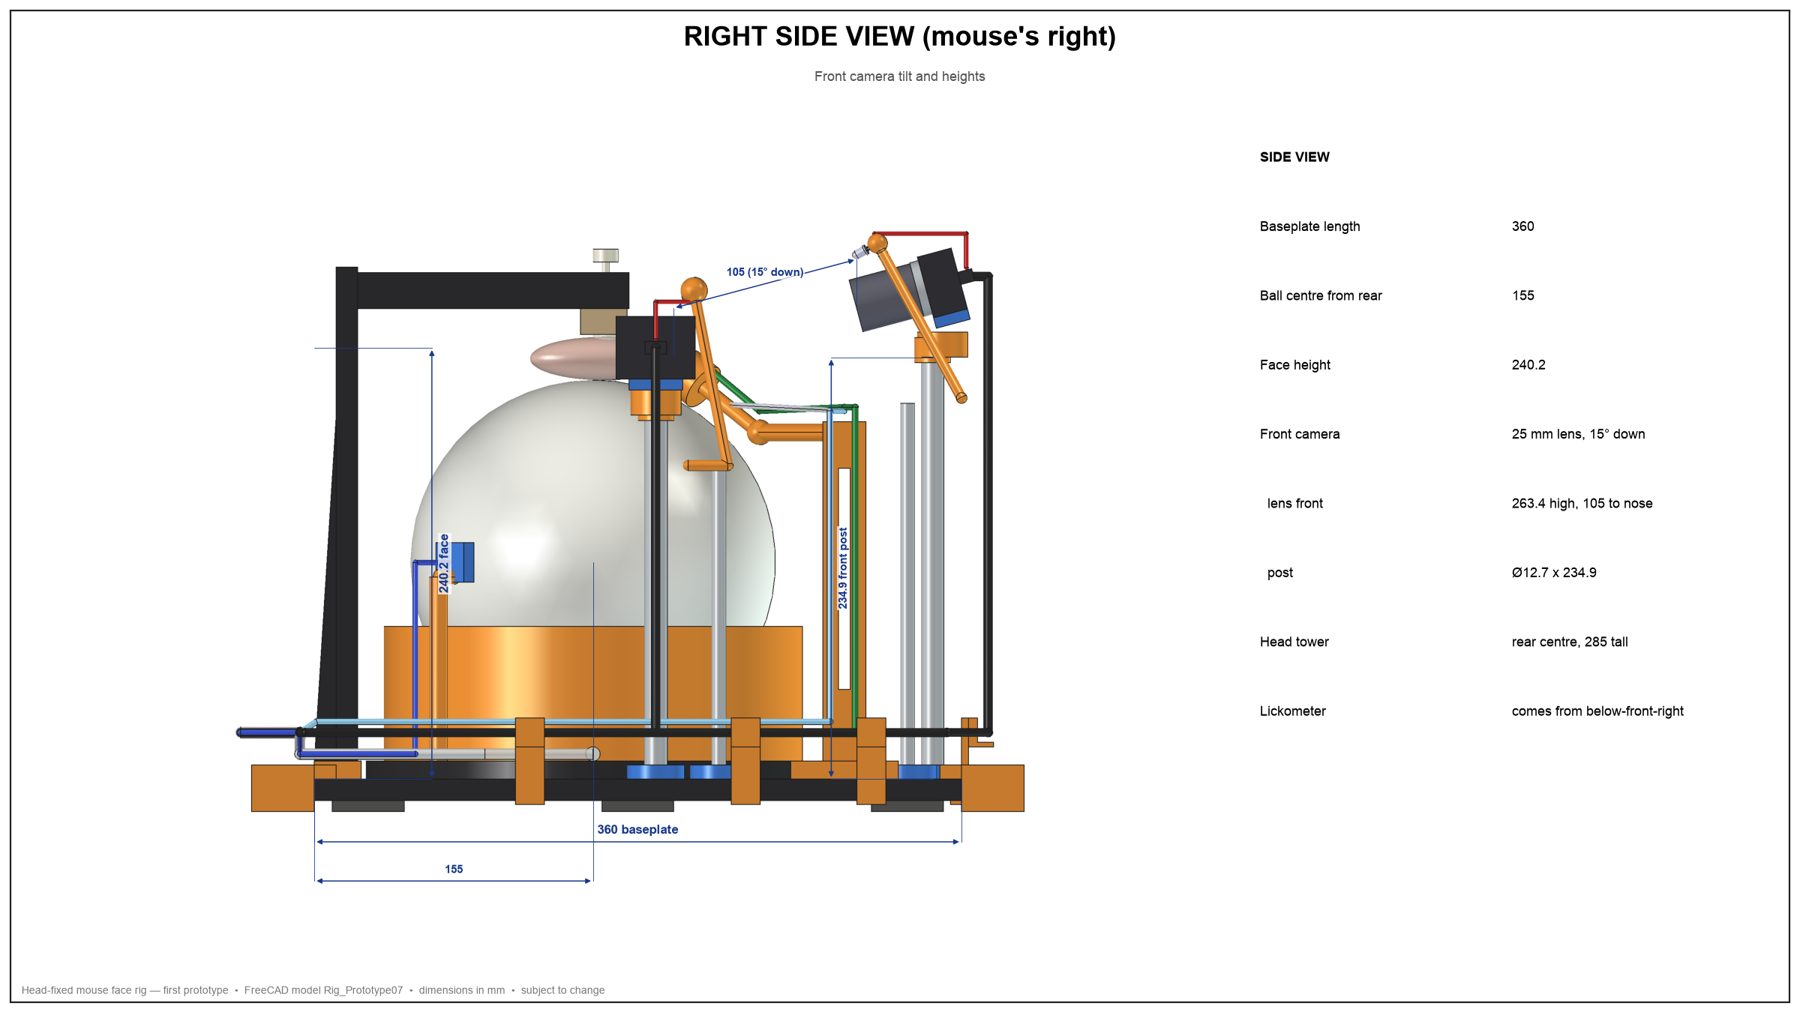 RIGHT SIDE VIEW (mouse's right)
Front camera tilt and heights
SIDE VIEW
Baseplate length 360
Ball centre from rear 155
Face height 240.2
Front camera 25 mm lens, 15° down
lens front 263.4 high, 105 to nose
post Ø12.7 x 234.9
Head tower rear centre, 285 tall
Lickometer comes from below-front-right
105 (15° down)
240.2 face
234.9 front post
360 baseplate
155
Head-fixed mouse face rig — first prototype • FreeCAD model Rig_Prototype07 • dimensions in mm • subject to change